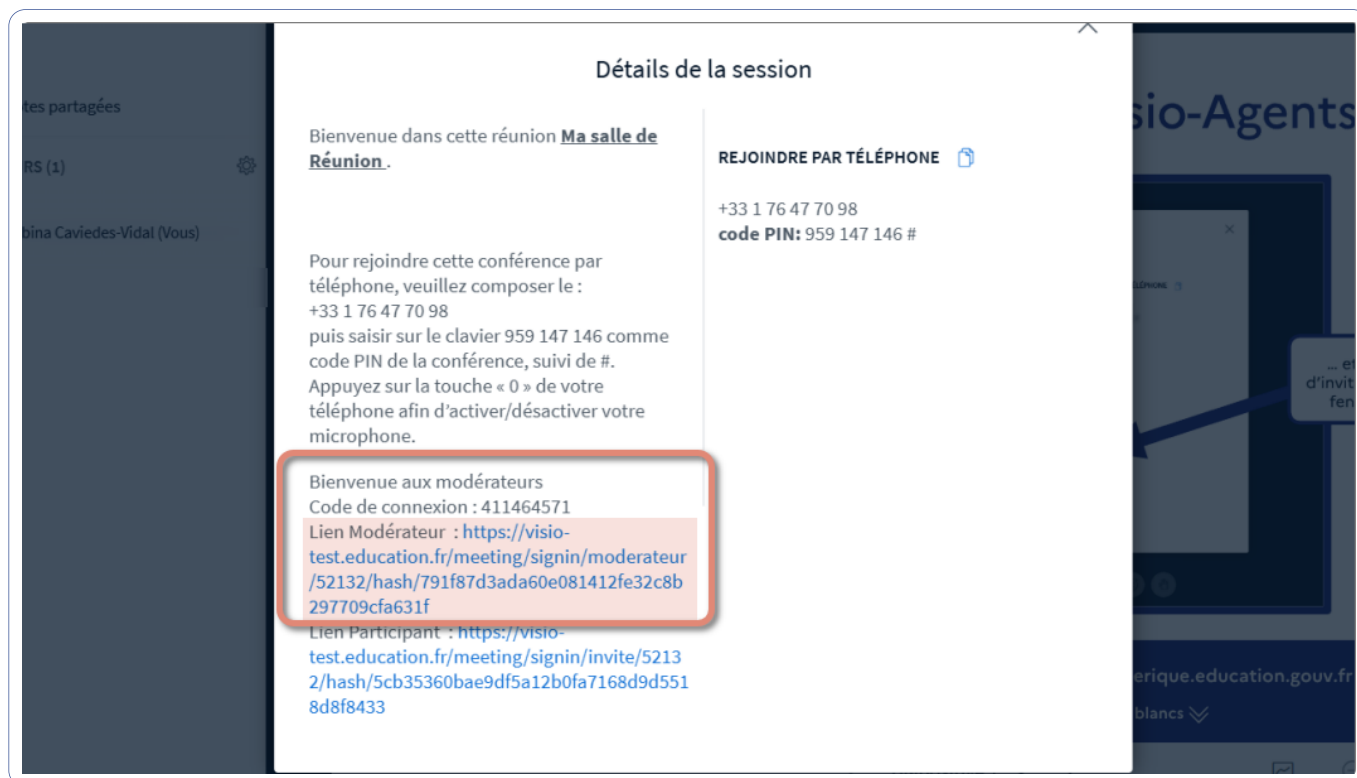 Détails de la session
tes partagées
RS (1)
bina Caviedes-Vidal (Vous)
Bienvenue dans cette réunion Ma salle de
Réunion .
Pour rejoindre cette conférence par
téléphone, veuillez composer le :
+33 1 76 47 70 98
puis saisir sur le clavier 959 147 146 comme
code PIN de la conférence, suivi de #.
Appuyez sur la touche « 0 » de votre
téléphone afin d’activer/désactiver votre
microphone.
Bienvenue aux modérateurs
Code de connexion : 411464571
Lien Modérateur : https://visio-
test.education.fr/meeting/signin/moderateur
/52132/hash/791f87d3ada60e081412fe32c8b
297709cfa631f
Lien Participant : https://visio-
test.education.fr/meeting/signin/invite/5213
2/hash/5cb35360bae9df5a12b0fa7168d9d551
8d8f8433
REJOINDRE PAR TÉLÉPHONE
+33 1 76 47 70 98
code PIN: 959 147 146 #
sio-Agents
LÉPHONE
... et
d’invit
fen
erique.education.gouv.fr
blancs